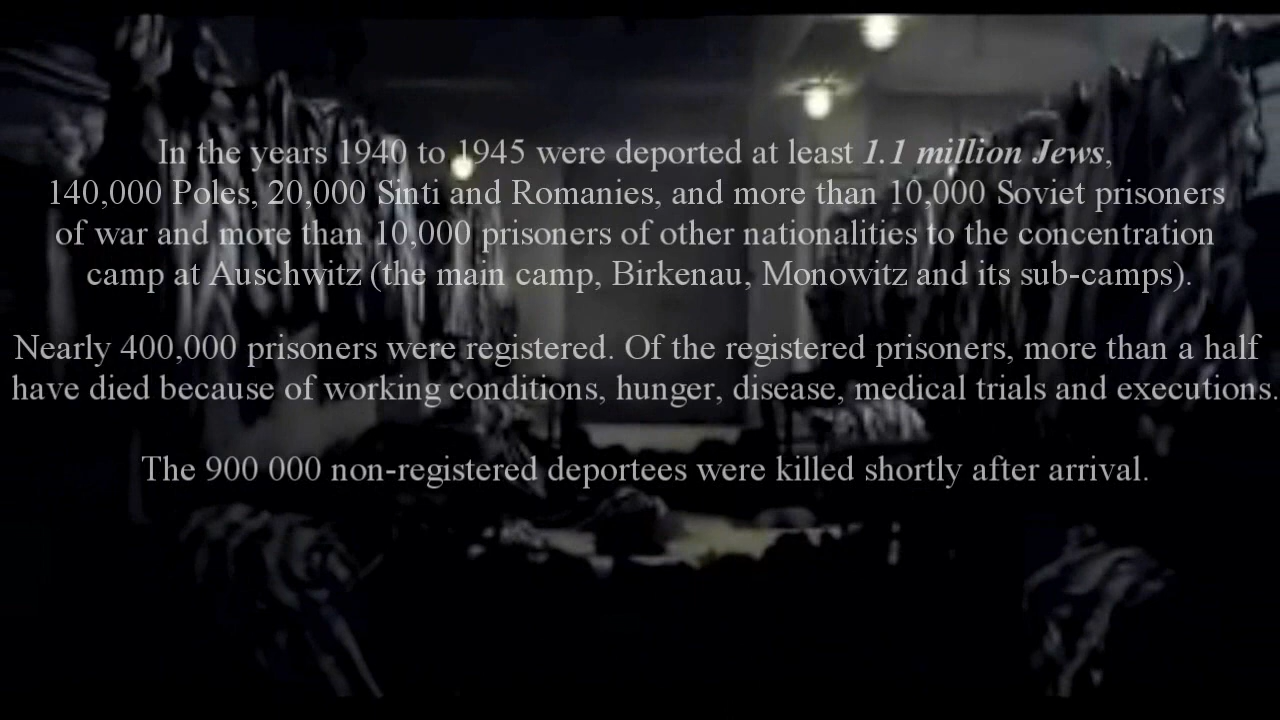 In the years 1940 to 1945 were deported at least 1.1 million Jews,
140,000 Poles, 20,000 Sinti and Romanies, and more than 10,000 Soviet prisoners
of war and more than 10,000 prisoners of other nationalities to the concentration
camp at Auschwitz (the main camp, Birkenau, Monowitz and its sub-camps).
Nearly 400,000 prisoners were registered. Of the registered prisoners, more than a half
have died because of working conditions, hunger, disease, medical trials and executions.
The 900 000 non-registered deportees were killed shortly after arrival.